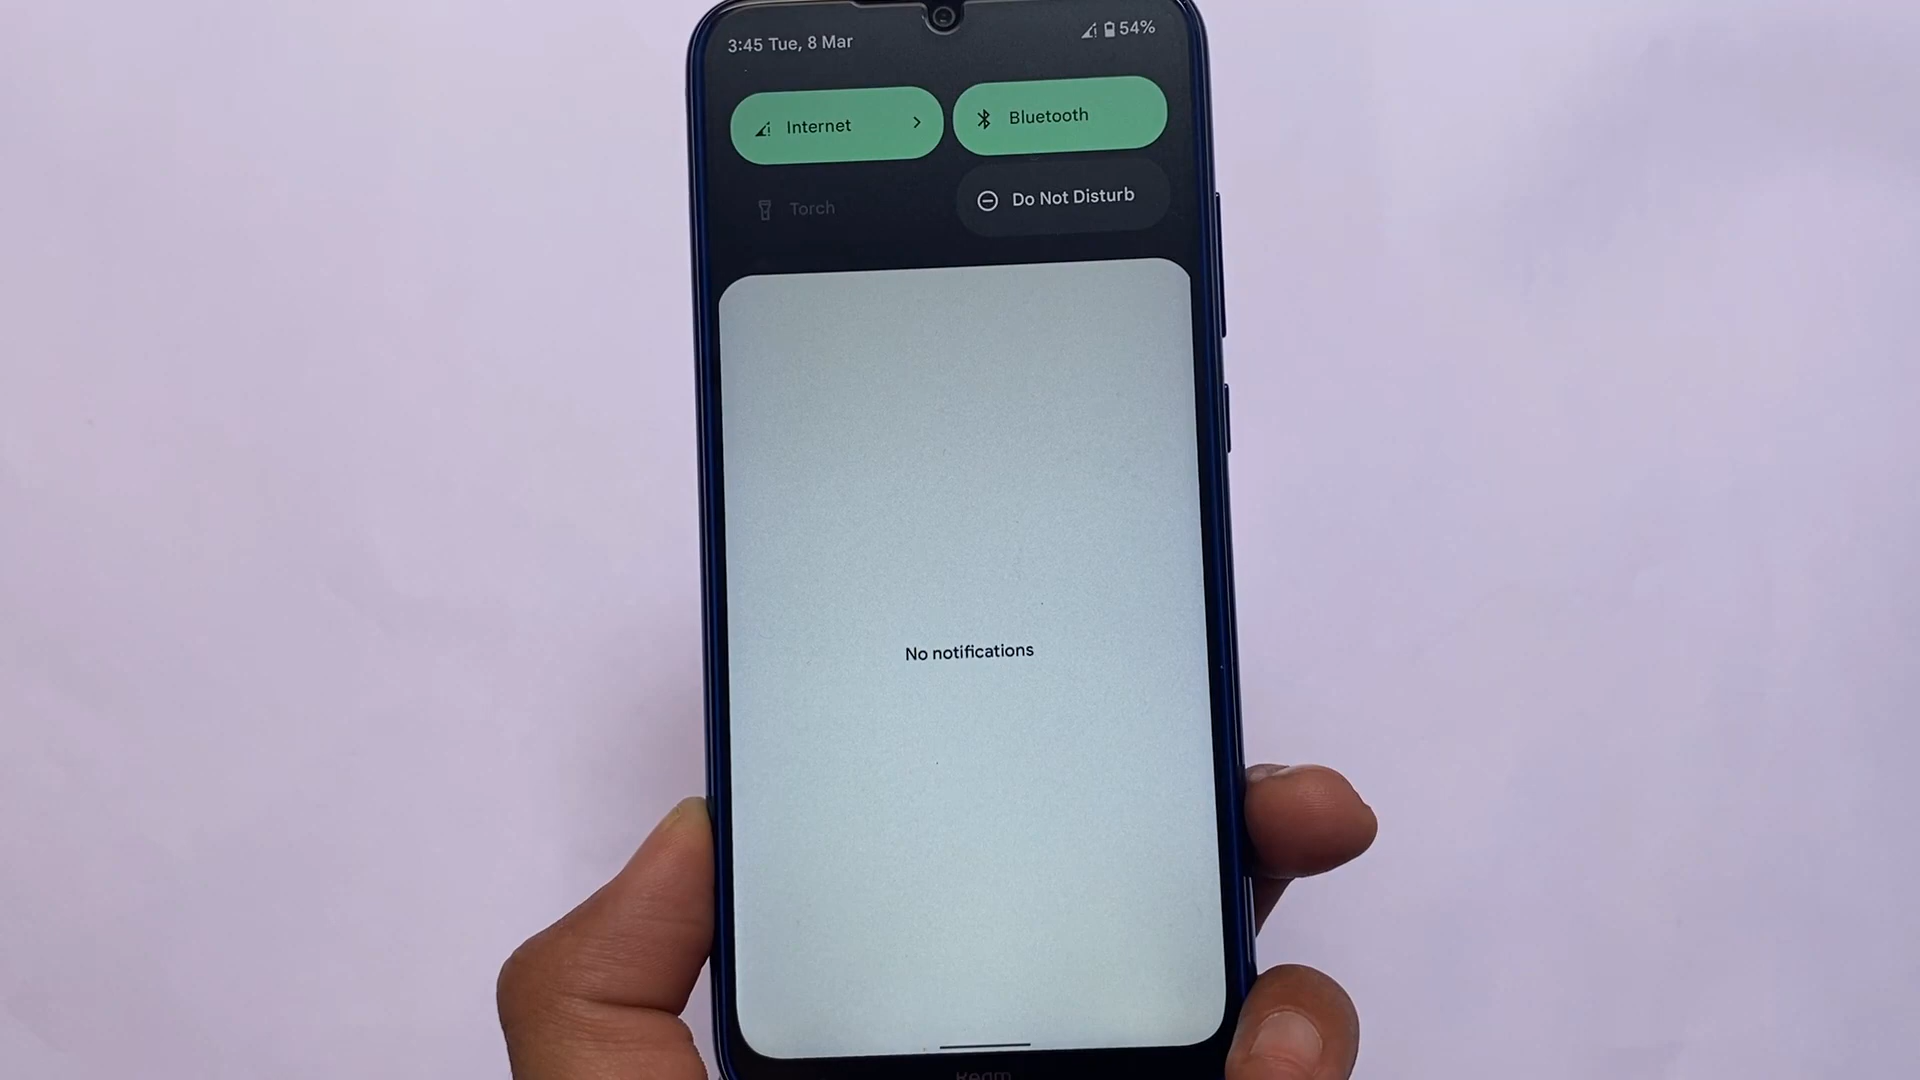 3:45 Tue, 8 Mar
54%
Internet
Bluetooth
Torch
Do Not Disturb
No notifications